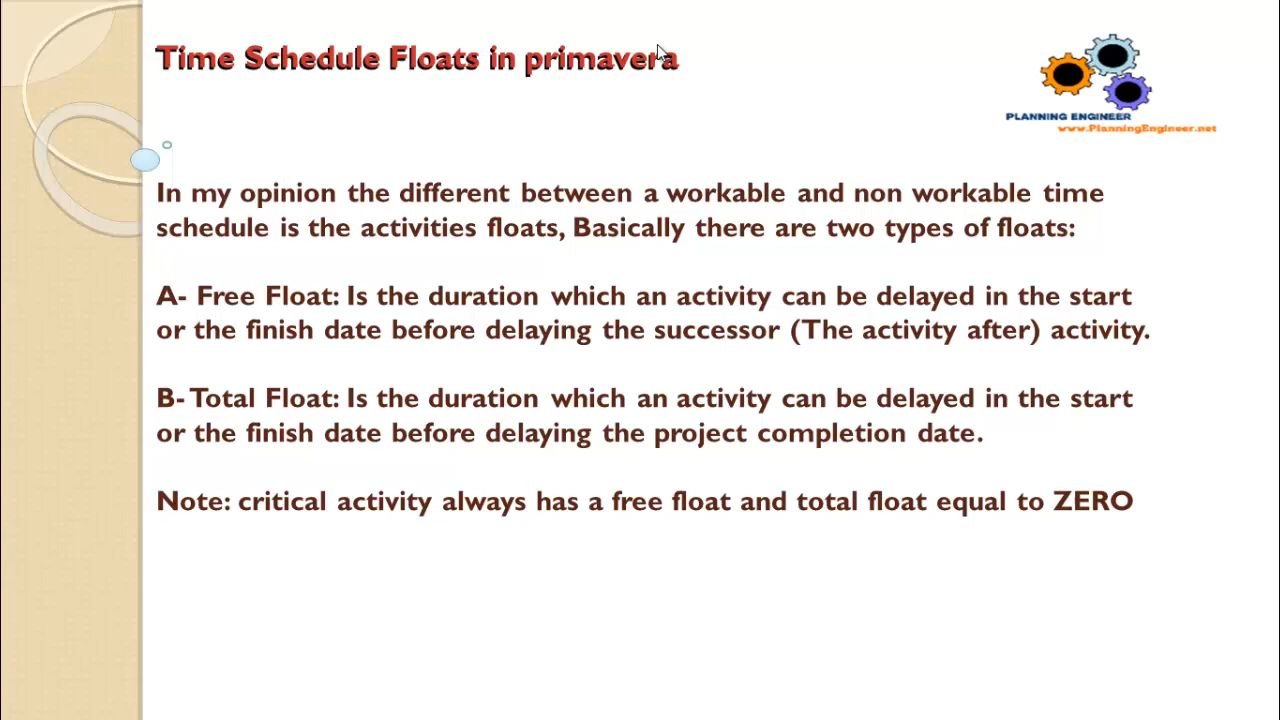 Time Schedule Floats in primavera
PLANNING ENGINEER
www.PlanningEngineer.net
In my opinion the different between a workable and non workable time
schedule is the activities floats, Basically there are two types of floats:
A- Free Float: Is the duration which an activity can be delayed in the start
or the finish date before delaying the successor (The activity after) activity.
B- Total Float: Is the duration which an activity can be delayed in the start
or the finish date before delaying the project completion date.
Note: critical activity always has a free float and total float equal to ZERO